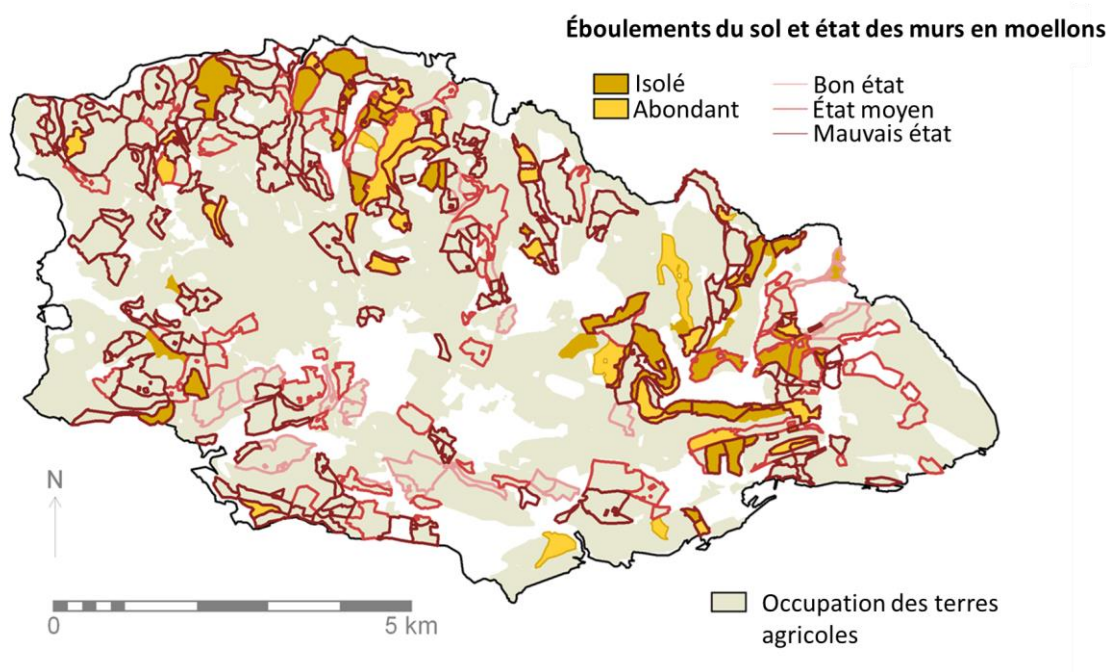 Éboulements du sol et état des murs en moellons
Isolé
Abondant
Bon état
État moyen
Mauvais état
N
0 5 km
Occupation des terres
agricoles